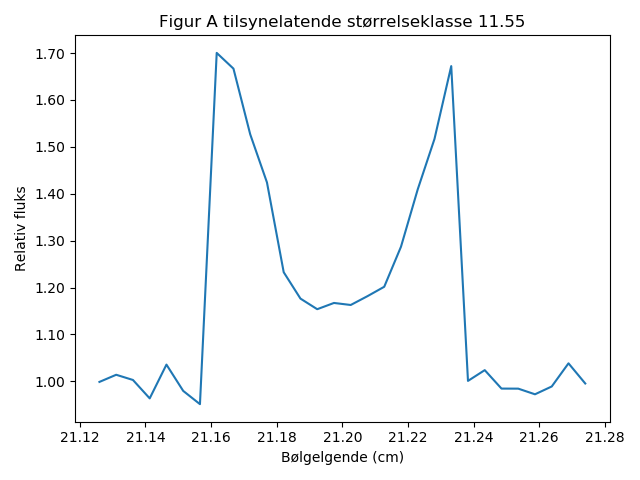 Figur A tilsynelatende størrelseklasse 11.55
Relativ fluks
1.70
1.60
1.50
1.40
1.30
1.20
1.10
1.00
21.12 21.14 21.16 21.18 21.20 21.22 21.24 21.26 21.28
Bølgelgende (cm)